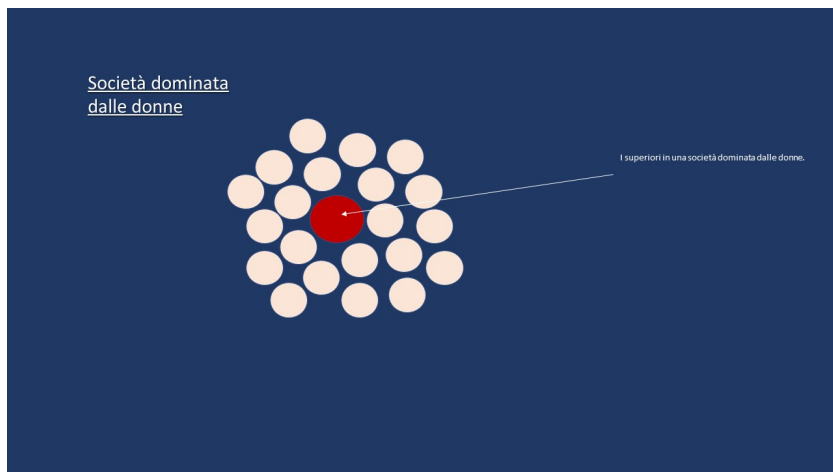 Società dominata
dalle donne
I superiori in una società dominata dalle donne.